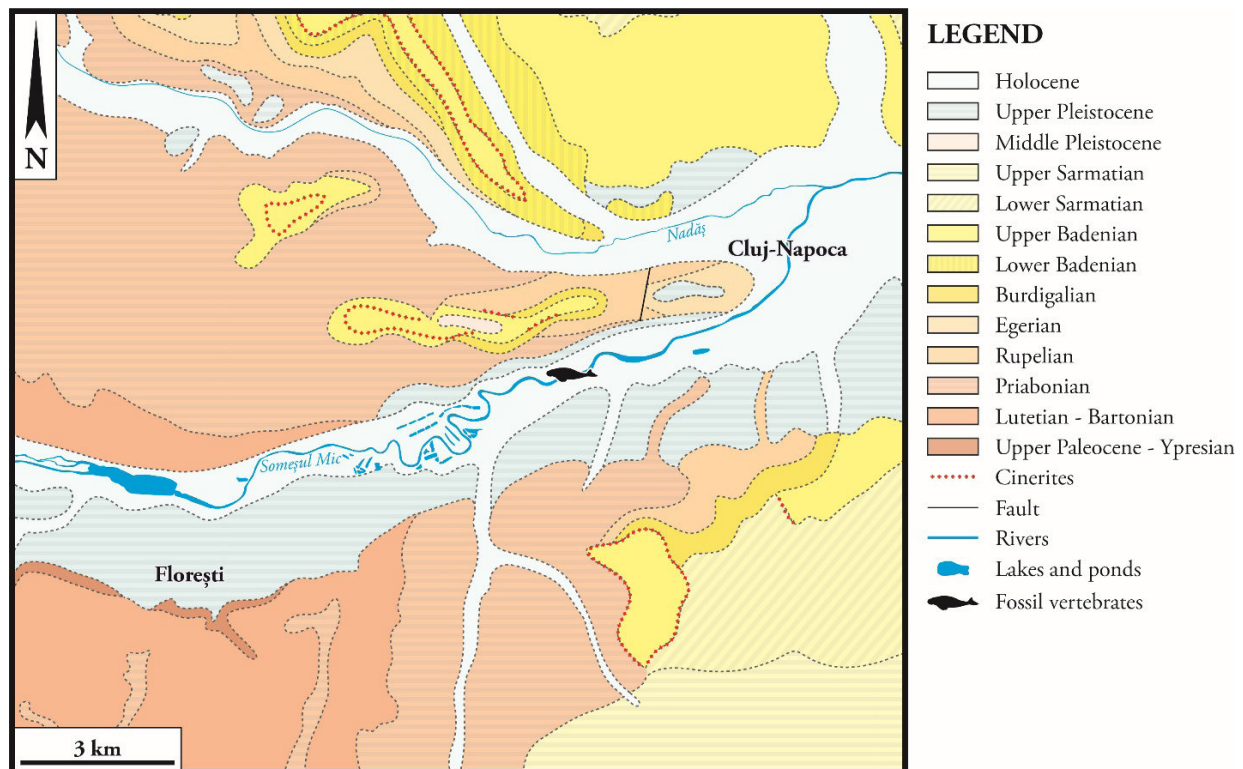 N
Nadăș
Cluj-Napoca
Someșul Mic
Florești
3 km
LEGEND
Holocene
Upper Pleistocene
Middle Pleistocene
Upper Sarmatian
Lower Sarmatian
Upper Badenian
Lower Badenian
Burdigalian
Egerian
Rupelian
Priabonian
Lutetian - Bartonian
Upper Paleocene - Ypresian
Cinerites
Fault
Rivers
Lakes and ponds
Fossil vertebrates